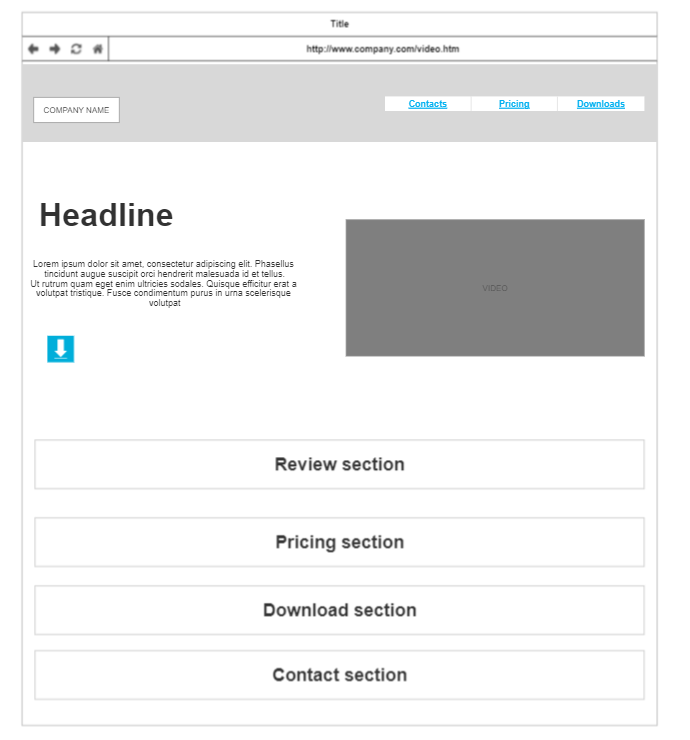 Title
http://www.company.com/video.htm
COMPANY NAME
Contacts Pricing Downloads
Headline
Lorem ipsum dolor sit amet, consectetur adipiscing elit. Phasellus
tincidunt augue suscipit orci hendrerit malesuada id et tellus.
Ut rutrum quam eget enim ultricies sodales. Quisque efficitur erat a
volutpat tristique. Fusce condimentum purus in urna scelerisque
volutpat
VIDEO
Review section
Pricing section
Download section
Contact section